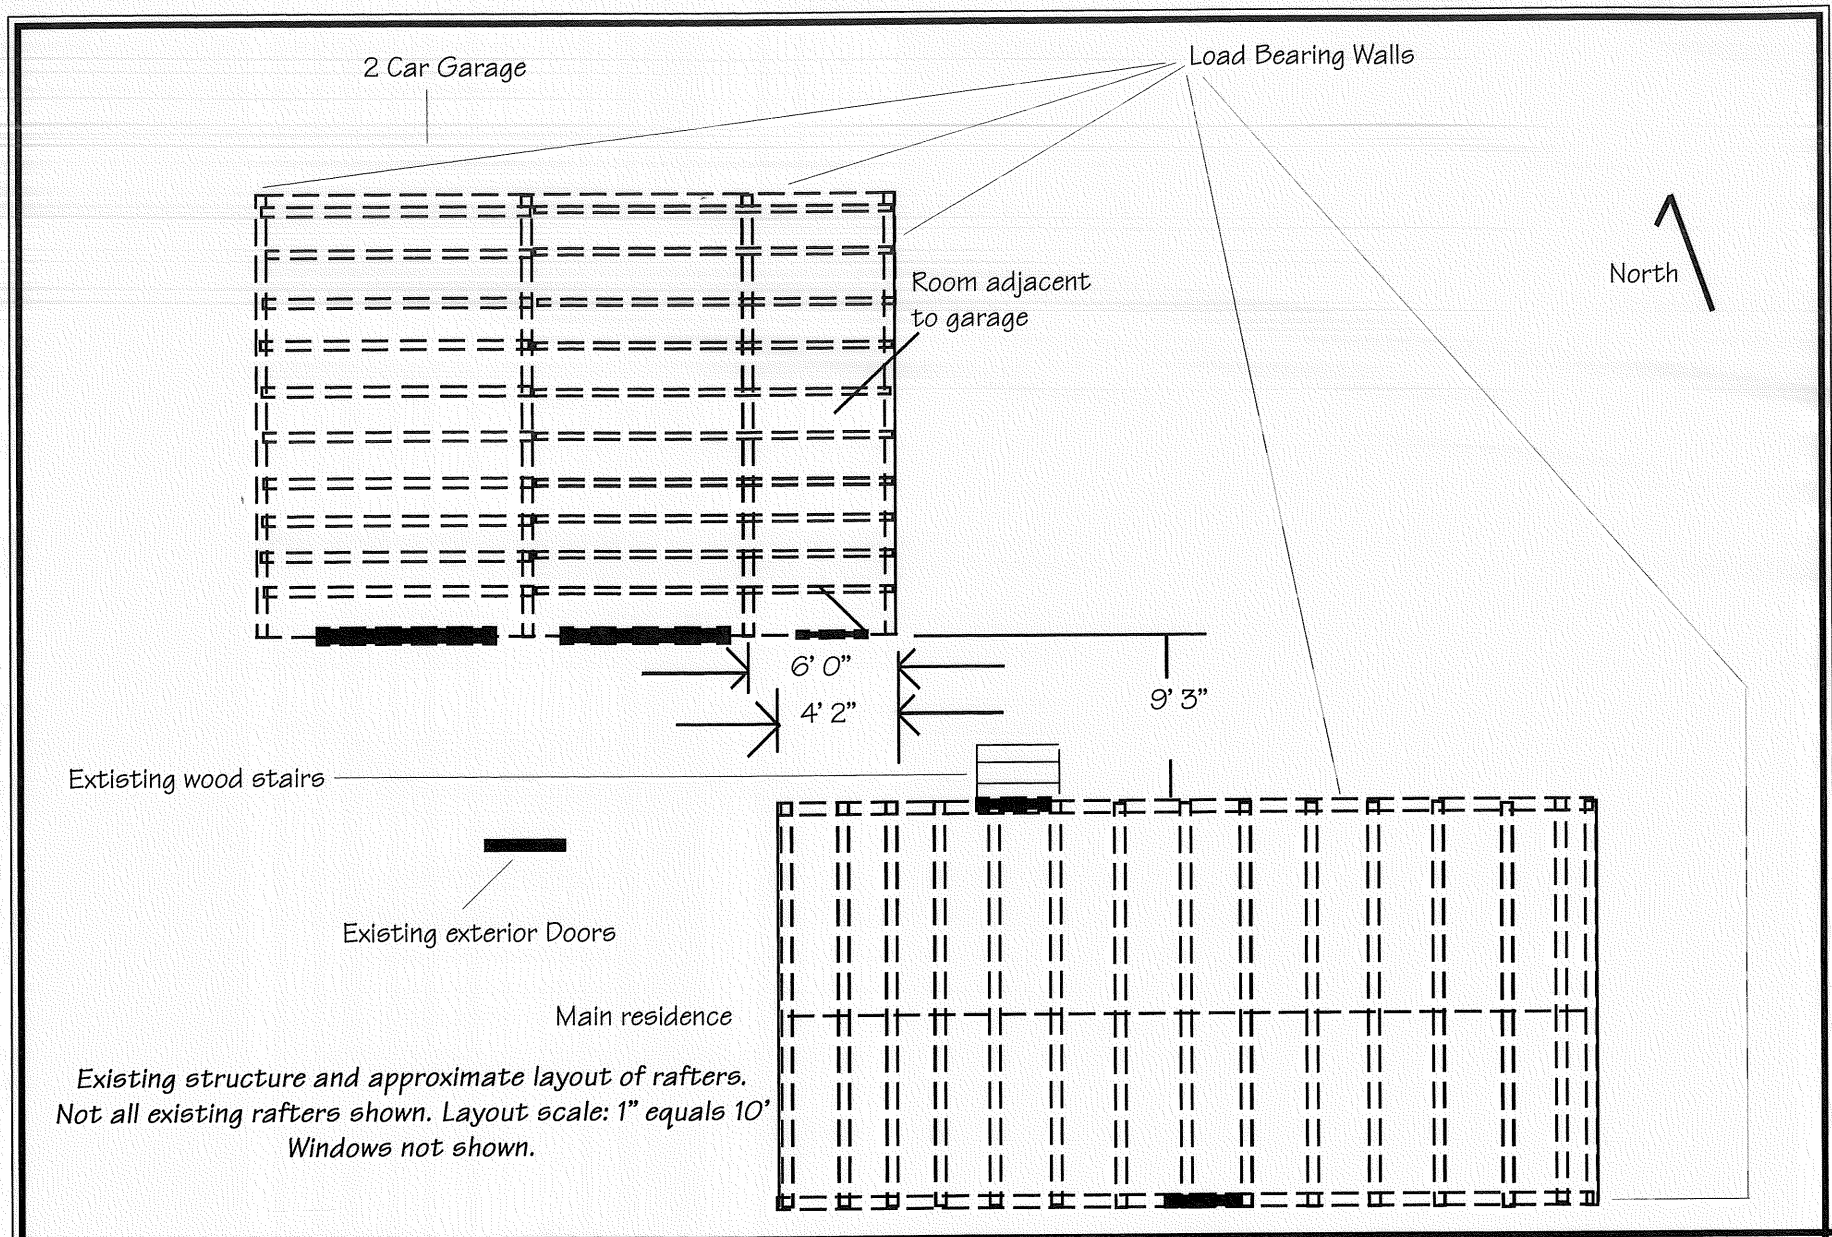 2 Car Garage
Load Bearing Walls
North
Room adjacent
to garage
6' 0"
4' 2"
9' 3"
Extisting wood stairs
Existing exterior Doors
Main residence
Existing structure and approximate layout of rafters.
Not all existing rafters shown. Layout scale: 1" equals 10'
Windows not shown.